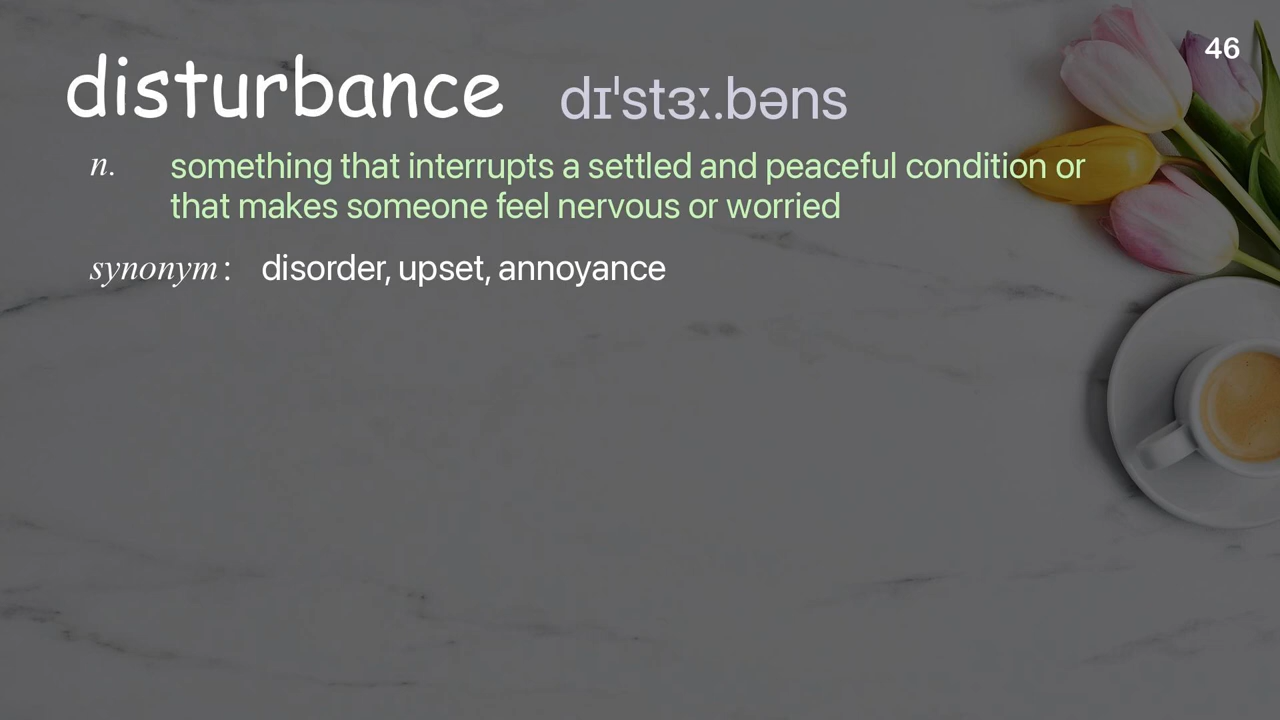 46
disturbance dɪˈstɜː.bəns
n. something that interrupts a settled and peaceful condition or
that makes someone feel nervous or worried
synonym : disorder, upset, annoyance